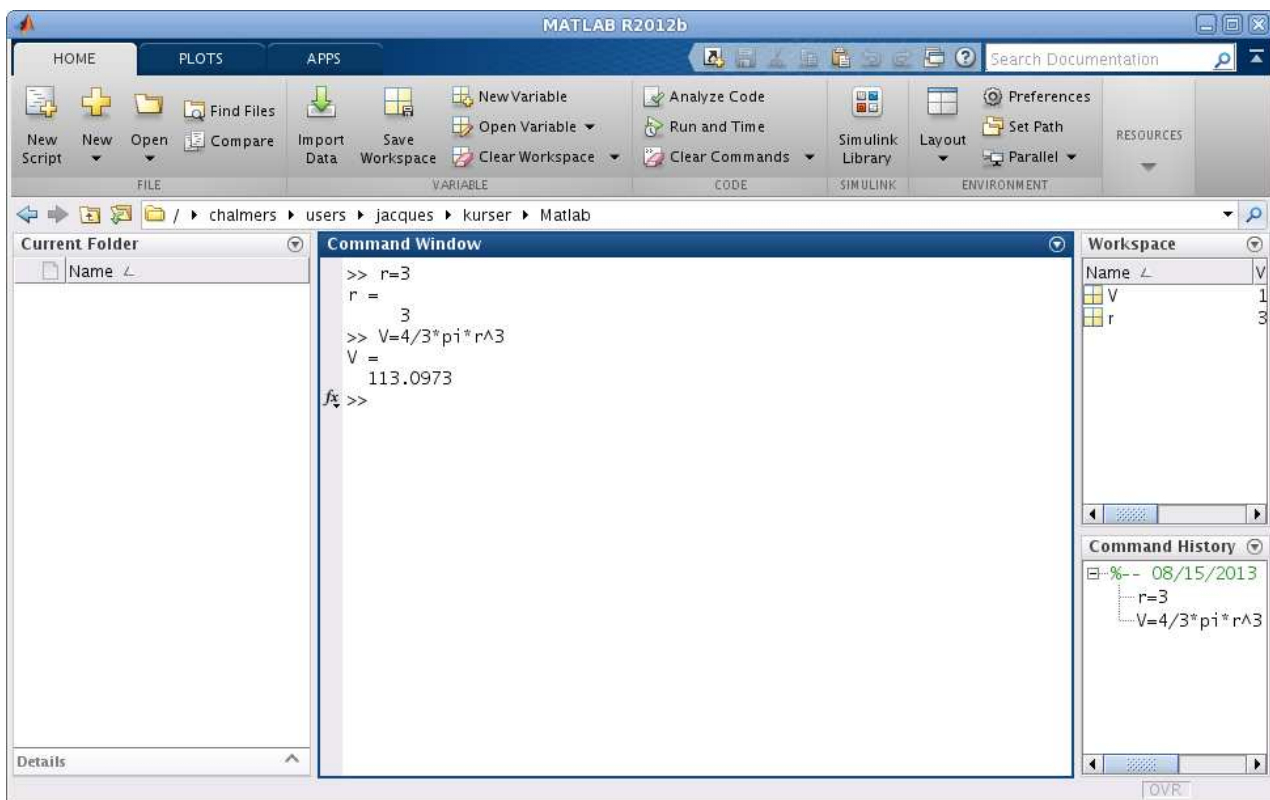 MATLAB R2012b
HOME PLOTS APPS Search Documentation
New Script
New
Open
Find Files
Compare
FILE
Import Data
Save Workspace
New Variable
Open Variable
Clear Workspace
VARIABLE
Analyze Code
Run and Time
Clear Commands
CODE
Simulink Library
SIMULINK
Layout
Preferences
Set Path
Parallel
ENVIRONMENT
RESOURCES
/ chalmers users jacques kurser Matlab
Current Folder
Name
Details
Command Window
>> r=3
r =
3
>> V=4/3*pi*r^3
V =
113.0973
fx >>
Workspace
Name V
V 1
r 3
Command History
%-- 08/15/2013
r=3
V=4/3*pi*r^3
OVR